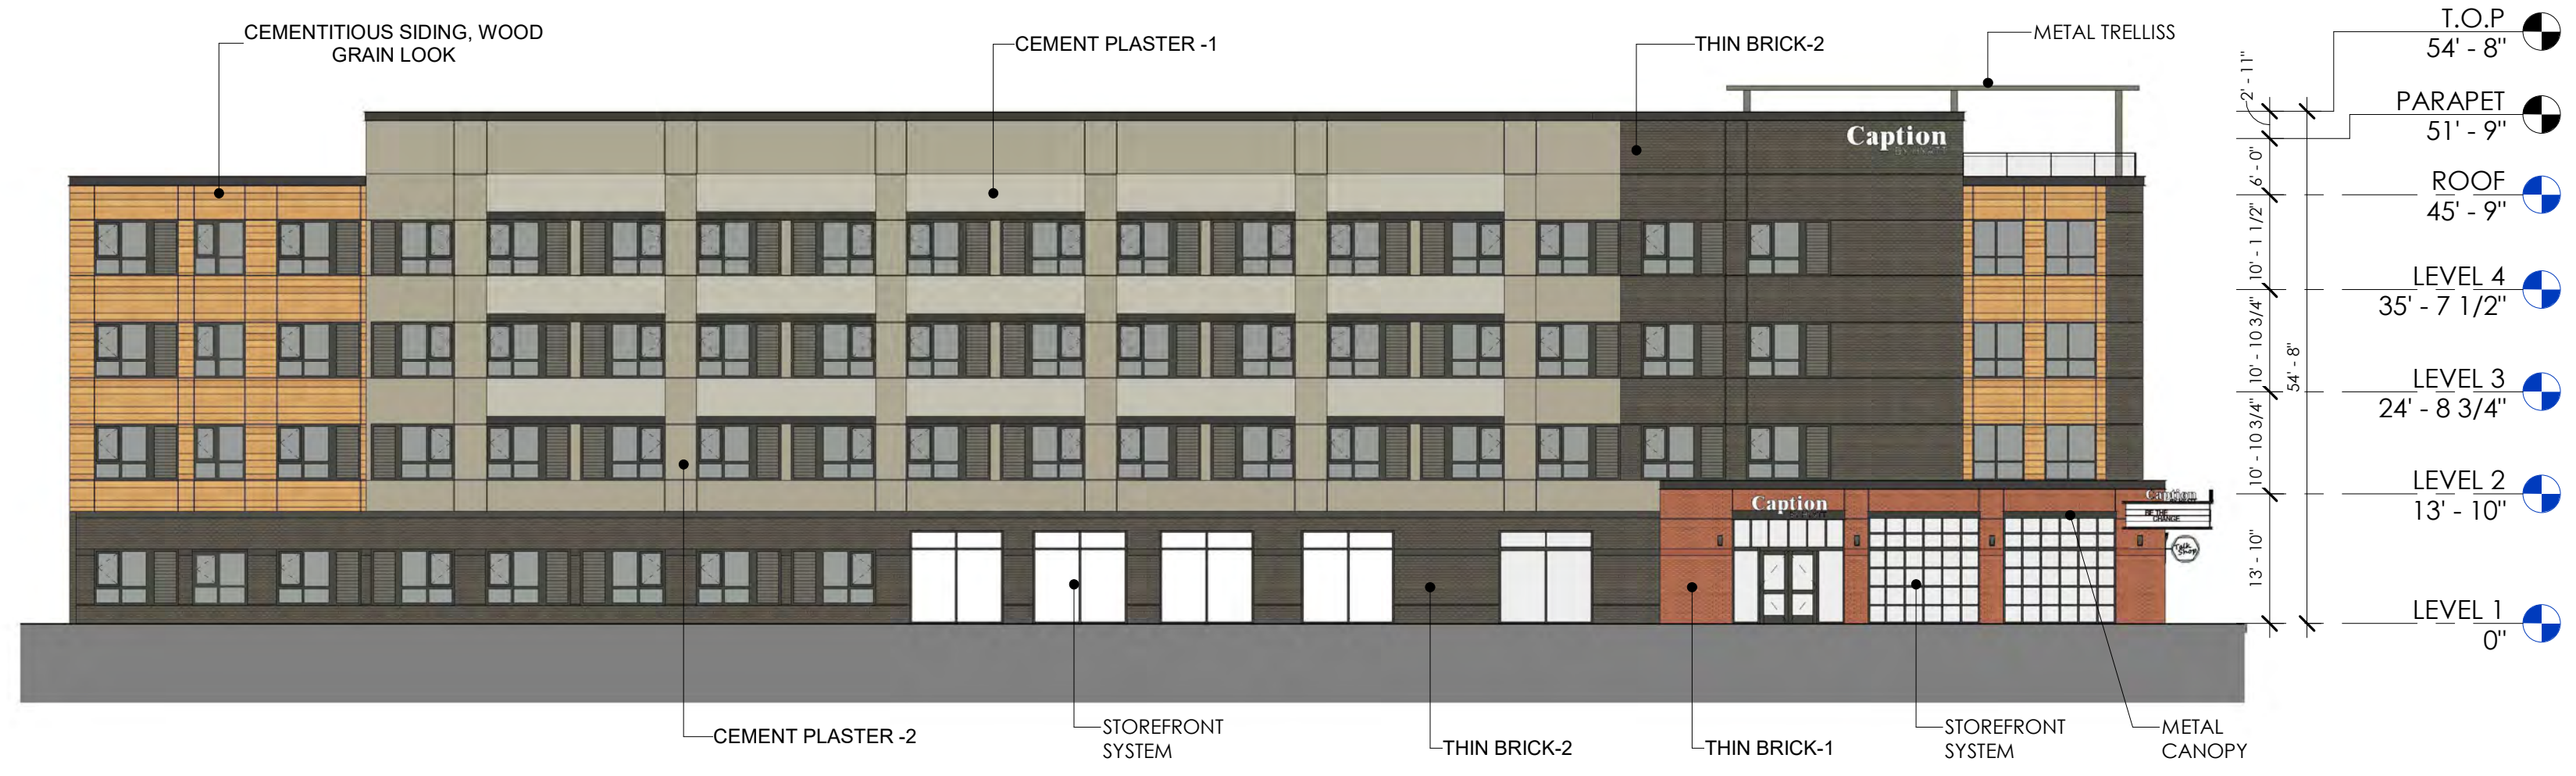 CEMENTITIOUS SIDING, WOOD
GRAIN LOOK
CEMENT PLASTER -1
THIN BRICK-2
METAL TRELLISS
T.O.P
54' - 8"
PARAPET
51' - 9"
ROOF
45' - 9"
LEVEL 4
35' - 7 1/2"
LEVEL 3
24' - 8 3/4"
LEVEL 2
13' - 10"
LEVEL 1
0"
2' - 11"
6' - 0"
10' - 1 1/2"
10' - 10 3/4"
10' - 10 3/4"
13' - 10"
54' - 8"
Caption
Caption
Caption
BE THE
CHANGE
Talk
Shop
CEMENT PLASTER -2
STOREFRONT
SYSTEM
THIN BRICK-2
THIN BRICK-1
STOREFRONT
SYSTEM
METAL
CANOPY